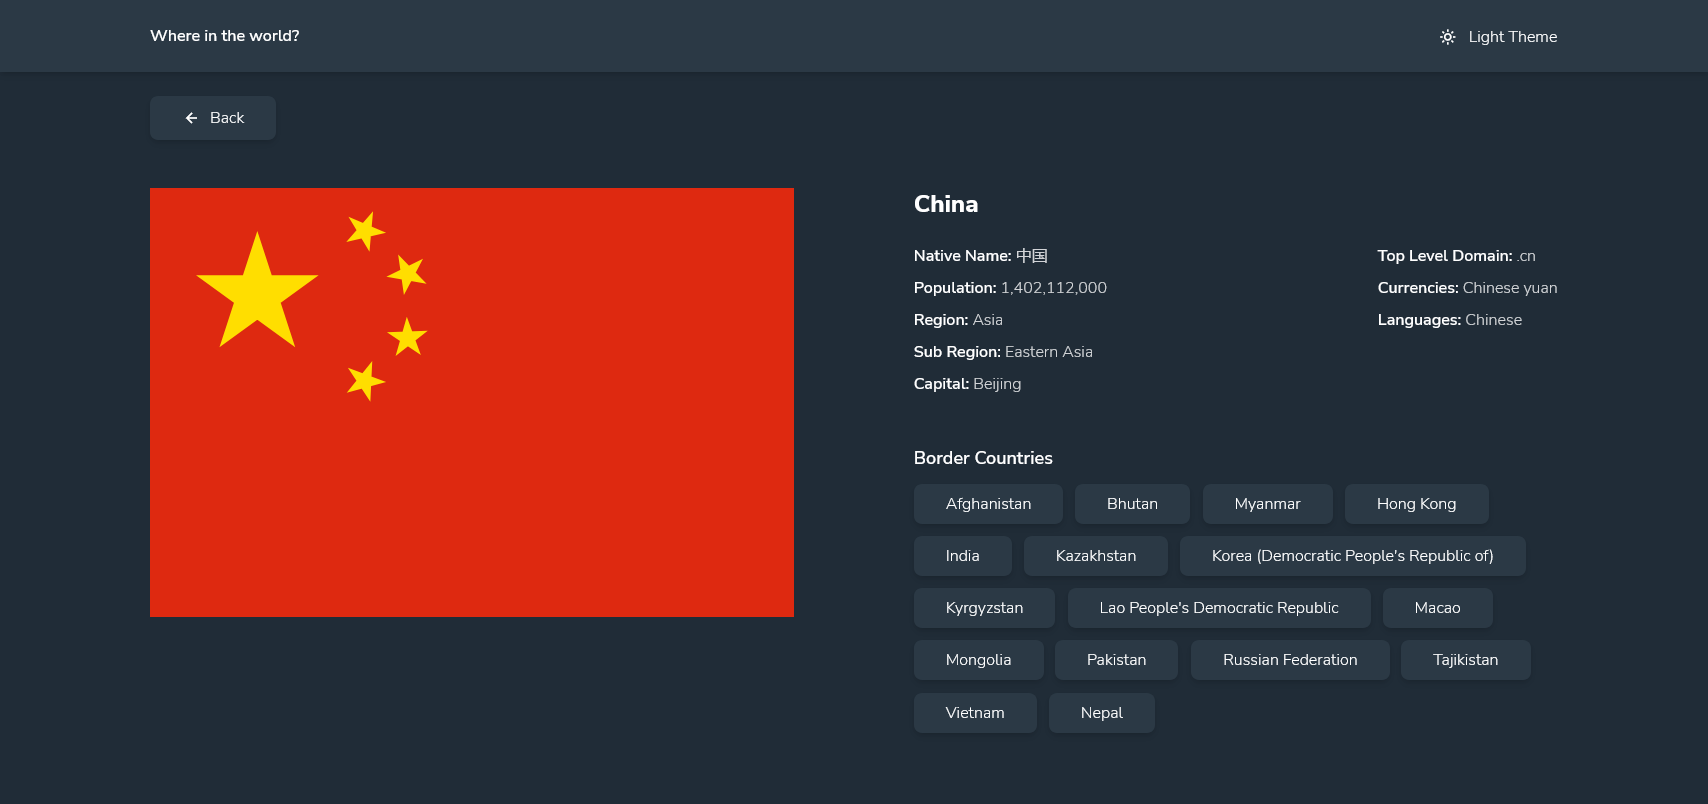 Where in the world?
Light Theme
Back
China
Native Name: 中国
Population: 1,402,112,000
Region: Asia
Sub Region: Eastern Asia
Capital: Beijing
Top Level Domain: .cn
Currencies: Chinese yuan
Languages: Chinese
Border Countries
Afghanistan Bhutan Myanmar Hong Kong
India Kazakhstan Korea (Democratic People's Republic of)
Kyrgyzstan Lao People's Democratic Republic Macao
Mongolia Pakistan Russian Federation Tajikistan
Vietnam Nepal